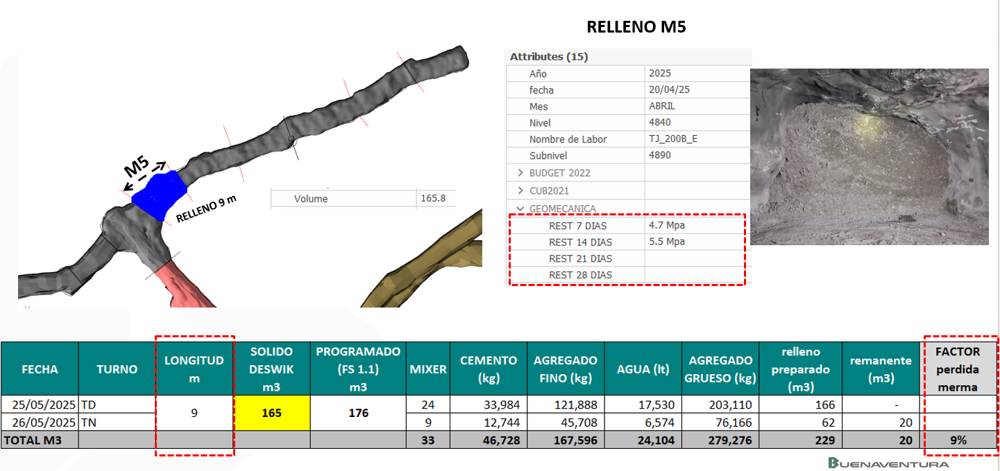 RELLENO M5
M5
RELLENO 9 m
Volume 165.8
Attributes (15)
Año 2025
fecha 20/04/25
Mes ABRIL
Nivel 4840
Nombre de Labor TJ_200B_E
Subnivel 4890
BUDGET 2022
CUB2021
GEOMECANICA
REST 7 DIAS 4.7 Mpa
REST 14 DIAS 5.5 Mpa
REST 21 DIAS
REST 28 DIAS
FECHA TURNO LONGITUD m SOLIDO DESWIK m3 PROGRAMADO (FS 1.1) m3 MIXER CEMENTO (kg) AGREGADO FINO (kg) AGUA (lt) AGREGADO GRUESO (kg) relleno preparado (m3) remanente (m3) FACTOR perdida merma
25/05/2025 TD 9 165 176 24 33,984 121,888 17,530 203,110 166 -
26/05/2025 TN 9 12,744 45,708 6,574 76,166 62 20
TOTAL M3 33 46,728 167,596 24,104 279,276 229 20 9%
BUENAVENTURA